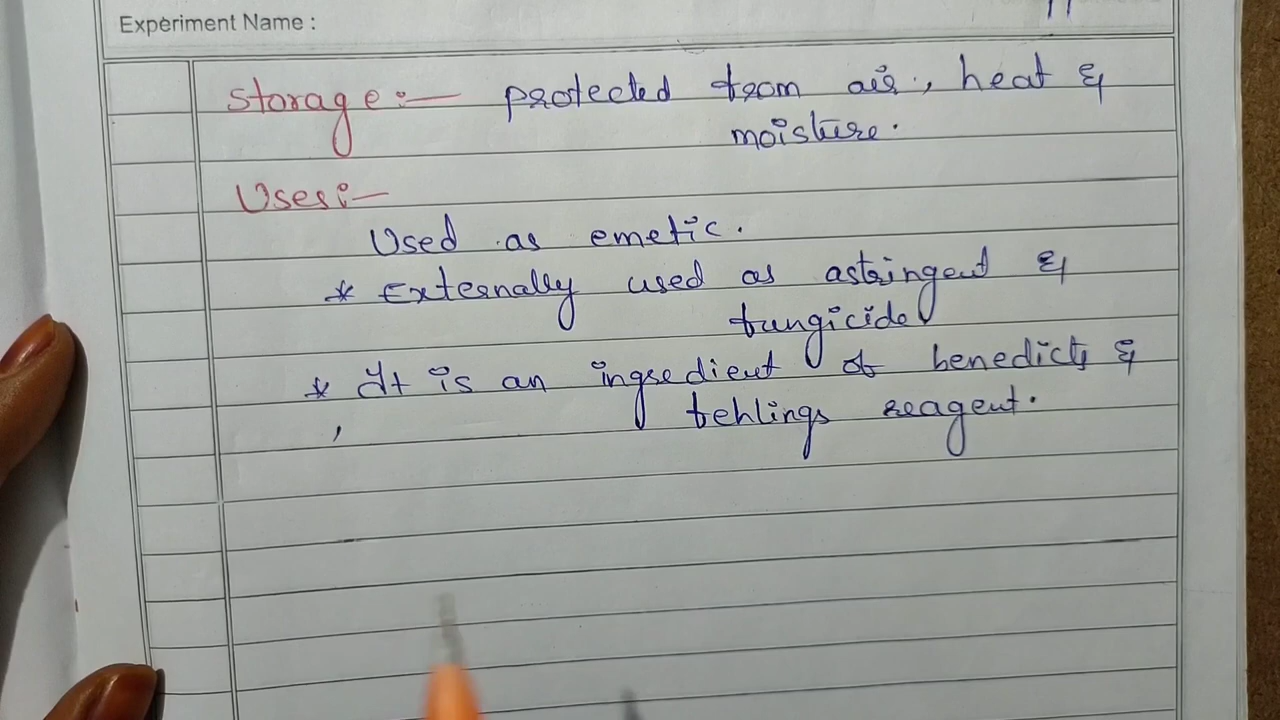 Experiment Name :
Storage :- protected from air, heat &
moisture.
Uses :-
Used as emetic.
* Externally used as astringent &
fungicide
* It is an ingredient of benedicts &
fehlings reagent.